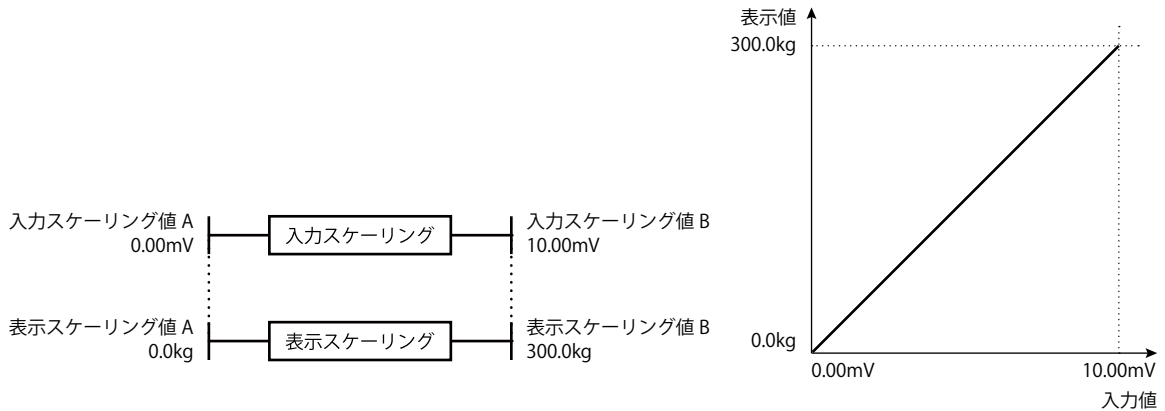 入力スケーリング値 A
0.00mV
入力スケーリング
入力スケーリング値 B
10.00mV
表示スケーリング値 A
0.0kg
表示スケーリング
表示スケーリング値 B
300.0kg
表示値
300.0kg
0.0kg
0.00mV
10.00mV
入力値